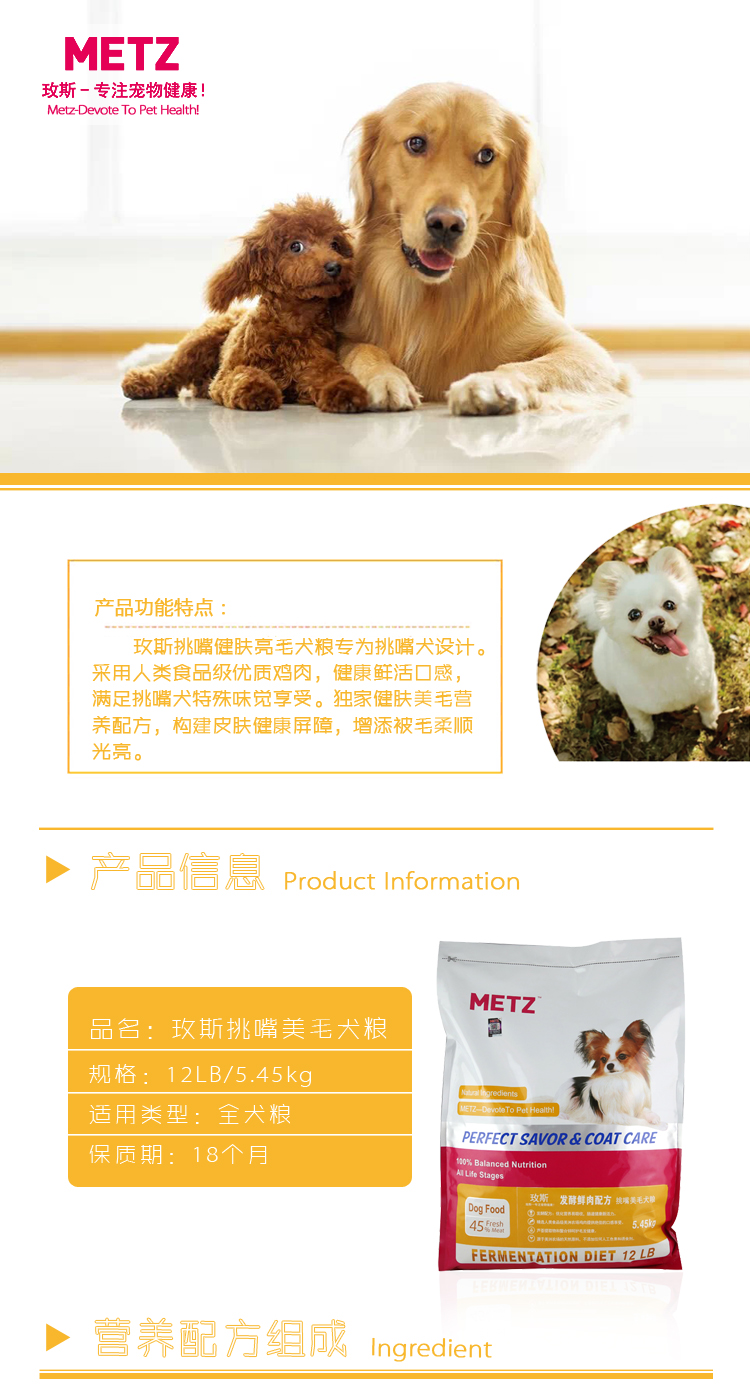 METZ
玫斯-专注宠物健康!
Metz-Devote To Pet Health!
产品功能特点：
玫斯挑嘴健肤亮毛犬粮专为挑嘴犬设计。
采用人类食品级优质鸡肉，健康鲜活口感，
满足挑嘴犬特殊味觉享受。独家健肤美毛营
养配方，构建皮肤健康屏障，增添被毛柔顺
光亮。
产品信息 Product Information
品名：玫斯挑嘴美毛犬粮
规格：12LB/5.45kg
适用类型：全犬粮
保质期：18个月
METZ
Natural Ingredients
METZ—DevoteTo Pet Health!
PERFECT SAVOR & COAT CARE
100% Balanced Nutrition
All Life Stages
玫斯 发酵鲜肉配方 挑嘴美毛犬粮
Dog Food
45% Fresh Meat
5.45kg
FERMENTATION DIET 12 LB
营养配方组成 Ingredient